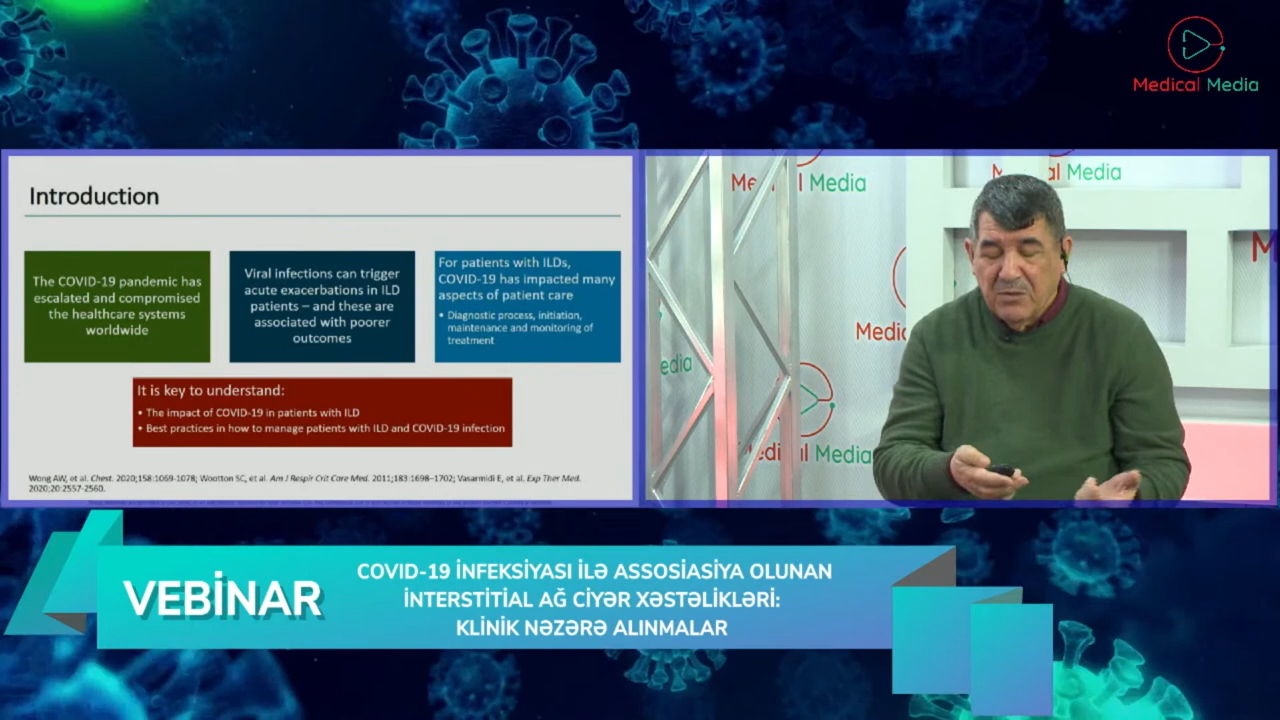 Medical Media
Introduction
The COVID-19 pandemic has
escalated and compromised
the healthcare systems
worldwide
Viral infections can trigger
acute exacerbations in ILD
patients – and these are
associated with poorer
outcomes
For patients with ILDs,
COVID-19 has impacted many
aspects of patient care
• Diagnostic process, initiation,
maintenance and monitoring of
treatment
It is key to understand:
• The impact of COVID-19 in patients with ILD
• Best practices in how to manage patients with ILD and COVID-19 infection
Wong AW, et al. Chest. 2020;158:1069-1078; Wootton SC, et al. Am J Respir Crit Care Med. 2011;183:1698–1702; Vasarmidi E, et al. Exp Ther Med.
2020;20:2557-2560.
Media
Media
Medic
edia
Media
VEBİNAR
COVID-19 İNFEKSİYASI İLƏ ASSOSİASİYA OLUNAN
İNTERSTİTİAL AĞ CİYƏR XƏSTƏLİKLƏRİ:
KLİNİK NƏZƏRƏ ALINMALAR